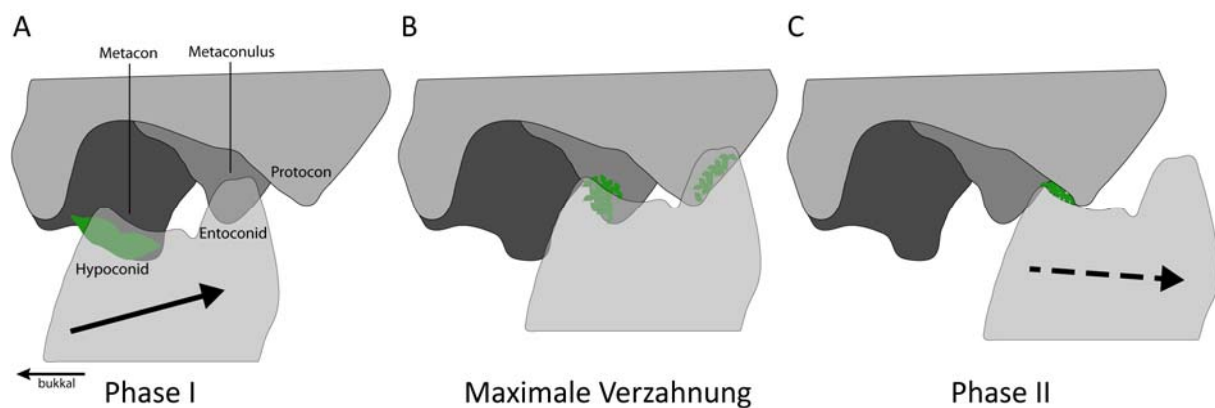 A
B
C
Metacon
Metaconulus
Protocon
Entoconid
Hypoconid
bukkal
Phase I
Maximale Verzahnung
Phase II